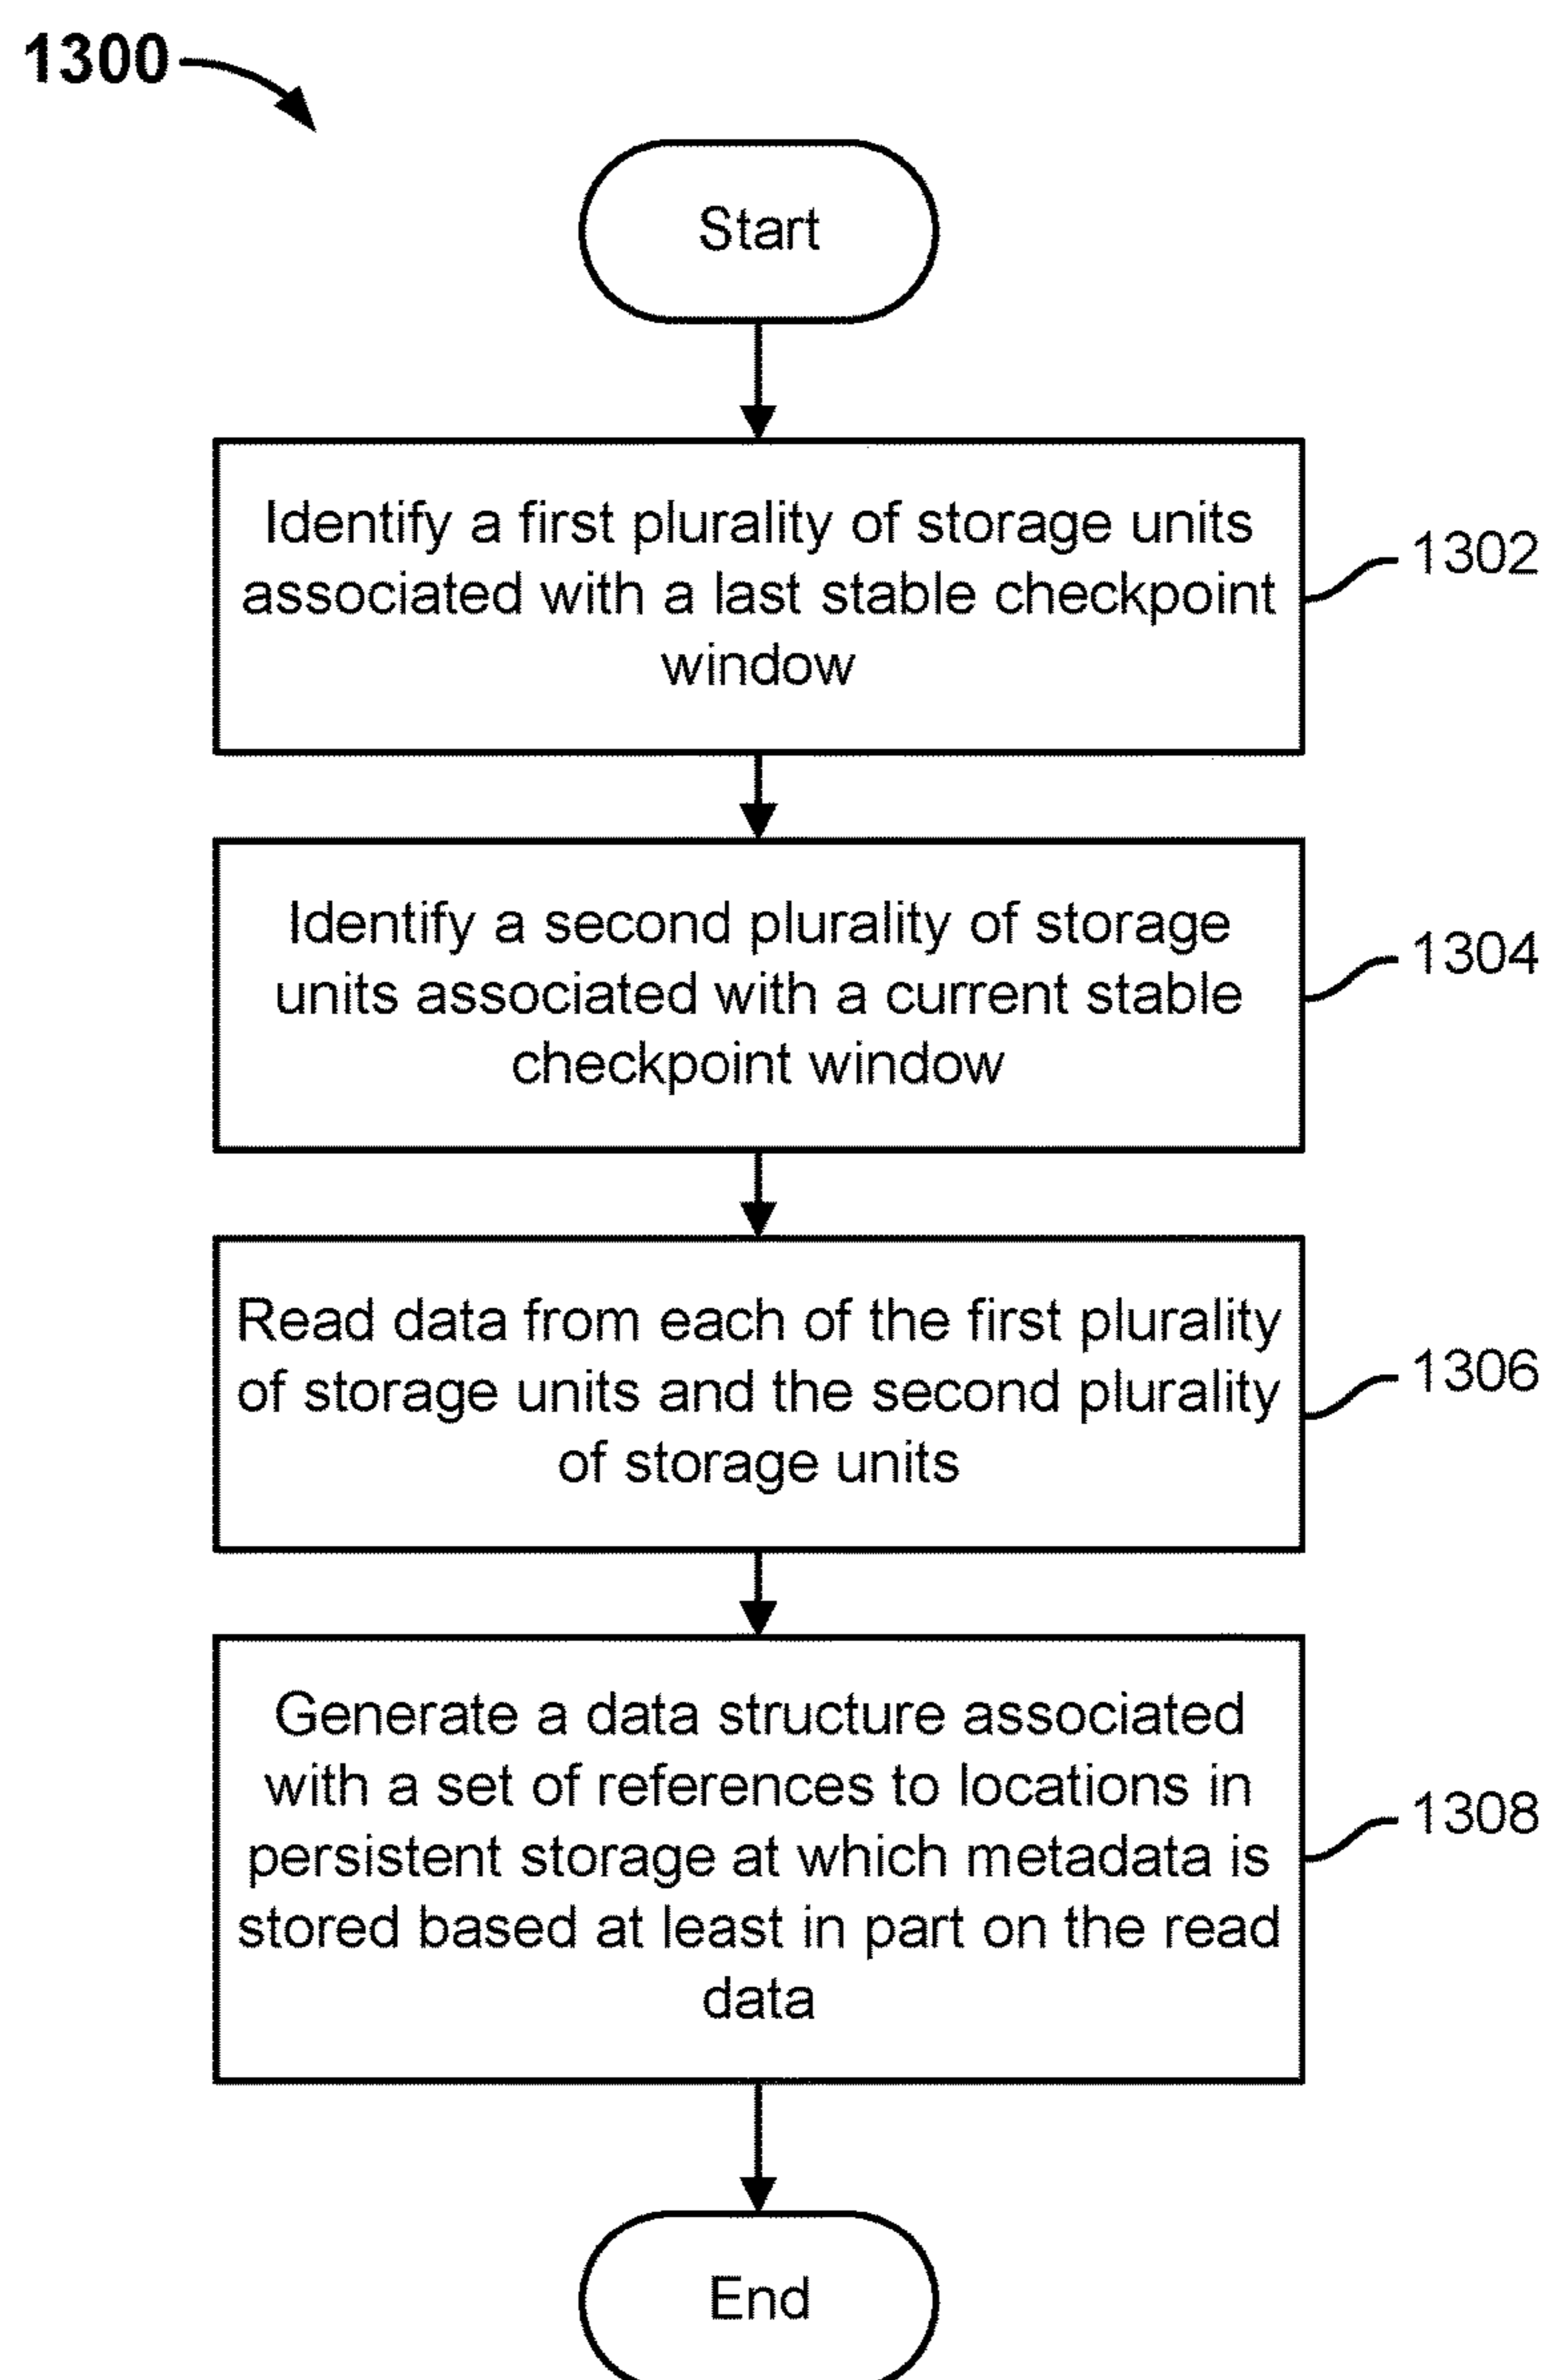 1300
Start
Identify a first plurality of storage units
associated with a last stable checkpoint
window
1302
Identify a second plurality of storage
units associated with a current stable
checkpoint window
1304
Read data from each of the first plurality
of storage units and the second plurality
of storage units
1306
Generate a data structure associated
with a set of references to locations in
persistent storage at which metadata is
stored based at least in part on the read
data
1308
End